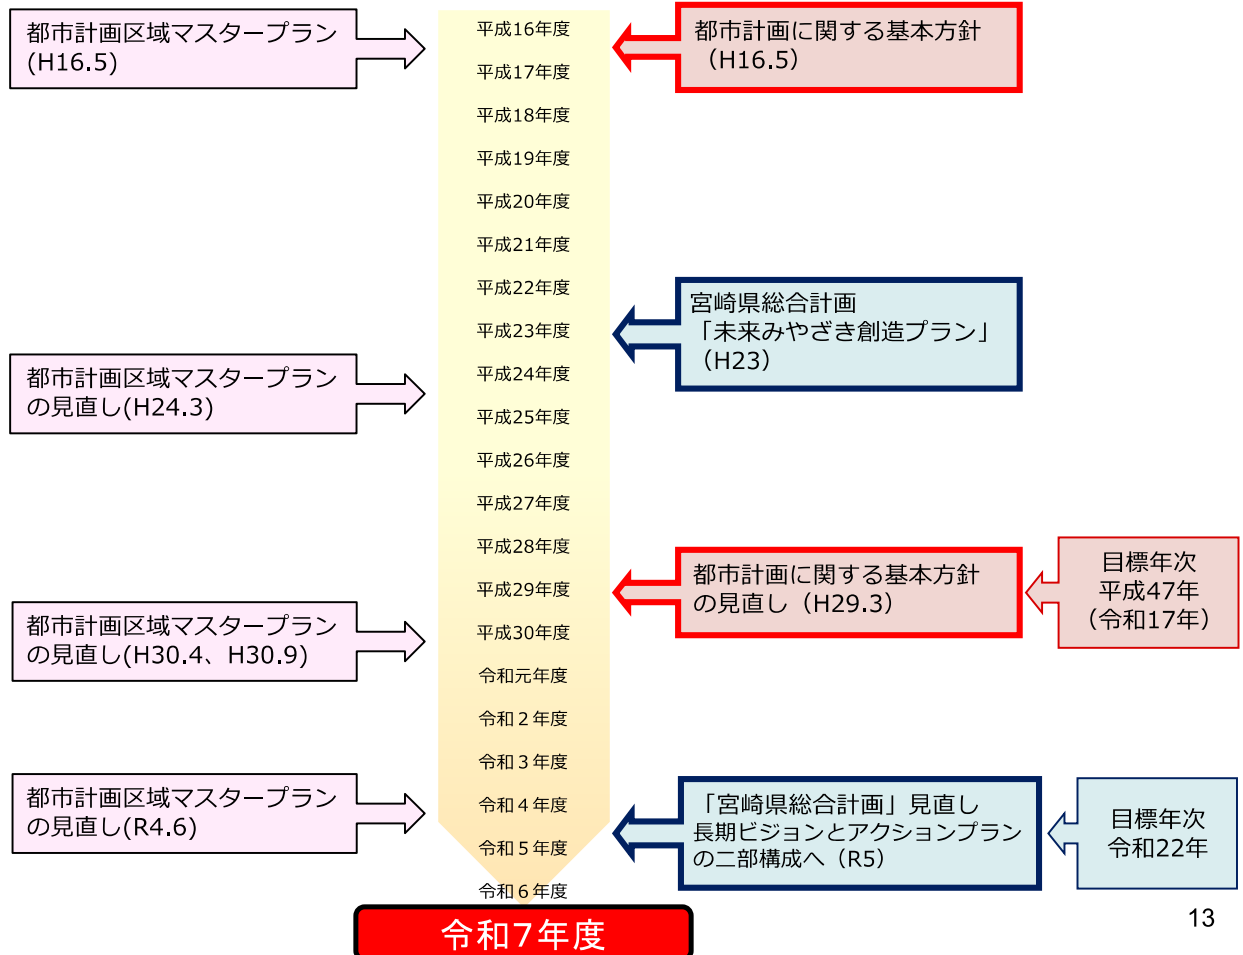 都市計画区域マスタープラン
(H16.5)
都市計画区域マスタープラン
の見直し(H24.3)
都市計画区域マスタープラン
の見直し(H30.4、H30.9)
都市計画区域マスタープラン
の見直し(R4.6)
平成16年度
平成17年度
平成18年度
平成19年度
平成20年度
平成21年度
平成22年度
平成23年度
平成24年度
平成25年度
平成26年度
平成27年度
平成28年度
平成29年度
平成30年度
令和元年度
令和２年度
令和３年度
令和４年度
令和５年度
令和６年度
令和7年度
都市計画に関する基本方針
（H16.5）
宮崎県総合計画
「未来みやざき創造プラン」
（H23）
都市計画に関する基本方針
の見直し（H29.3）
目標年次
平成47年
（令和17年）
「宮崎県総合計画」見直し
長期ビジョンとアクションプラン
の二部構成へ（R5）
目標年次
令和22年
13